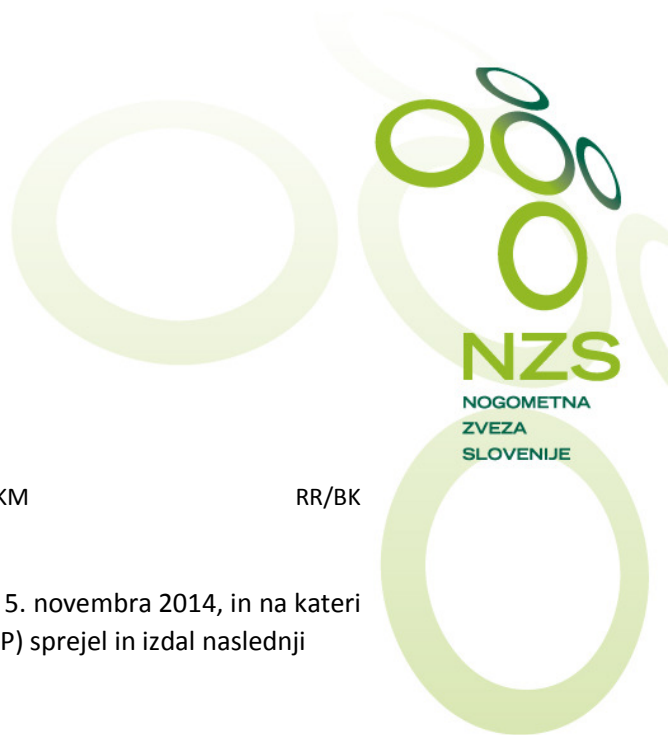 NZS
NOGOMETNA
ZVEZA
SLOVENIJE
KM RR/BK
5. novembra 2014, in na kateri
P) sprejel in izdal naslednji